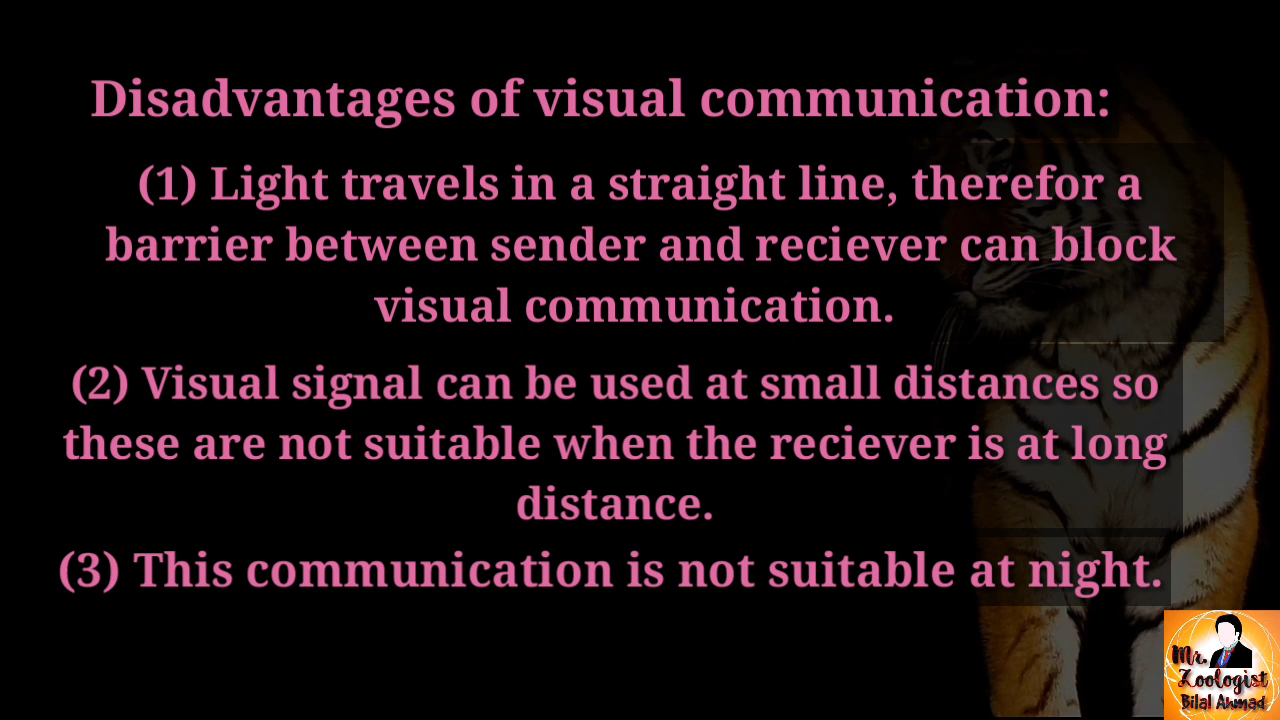 Disadvantages of visual communication:
(1) Light travels in a straight line, therefor a
barrier between sender and reciever can block
visual communication.
(2) Visual signal can be used at small distances so
these are not suitable when the reciever is at long
distance.
(3) This communication is not suitable at night.
Mr.
Zoologist
Bilal Ahmad